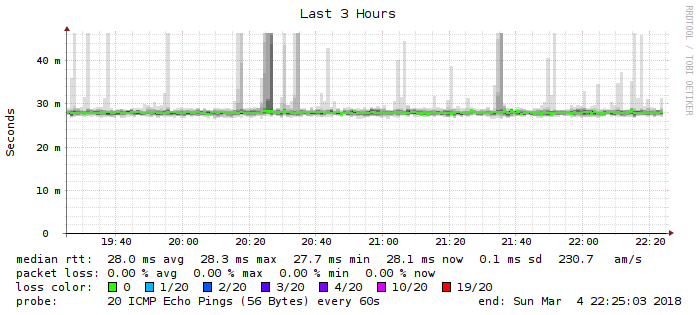 Last 3 Hours
RRDTOOL / TOBI OETIKER
Seconds
40 m
30 m
20 m
10 m
0
19:40 20:00 20:20 20:40 21:00 21:20 21:40 22:00 22:20
median rtt: 28.0 ms avg 28.3 ms max 27.7 ms min 28.1 ms now 0.1 ms sd 230.7 am/s
packet loss: 0.00 % avg 0.00 % max 0.00 % min 0.00 % now
loss color: 0 1/20 2/20 3/20 4/20 10/20 19/20
probe: 20 ICMP Echo Pings (56 Bytes) every 60s end: Sun Mar 4 22:25:03 2018